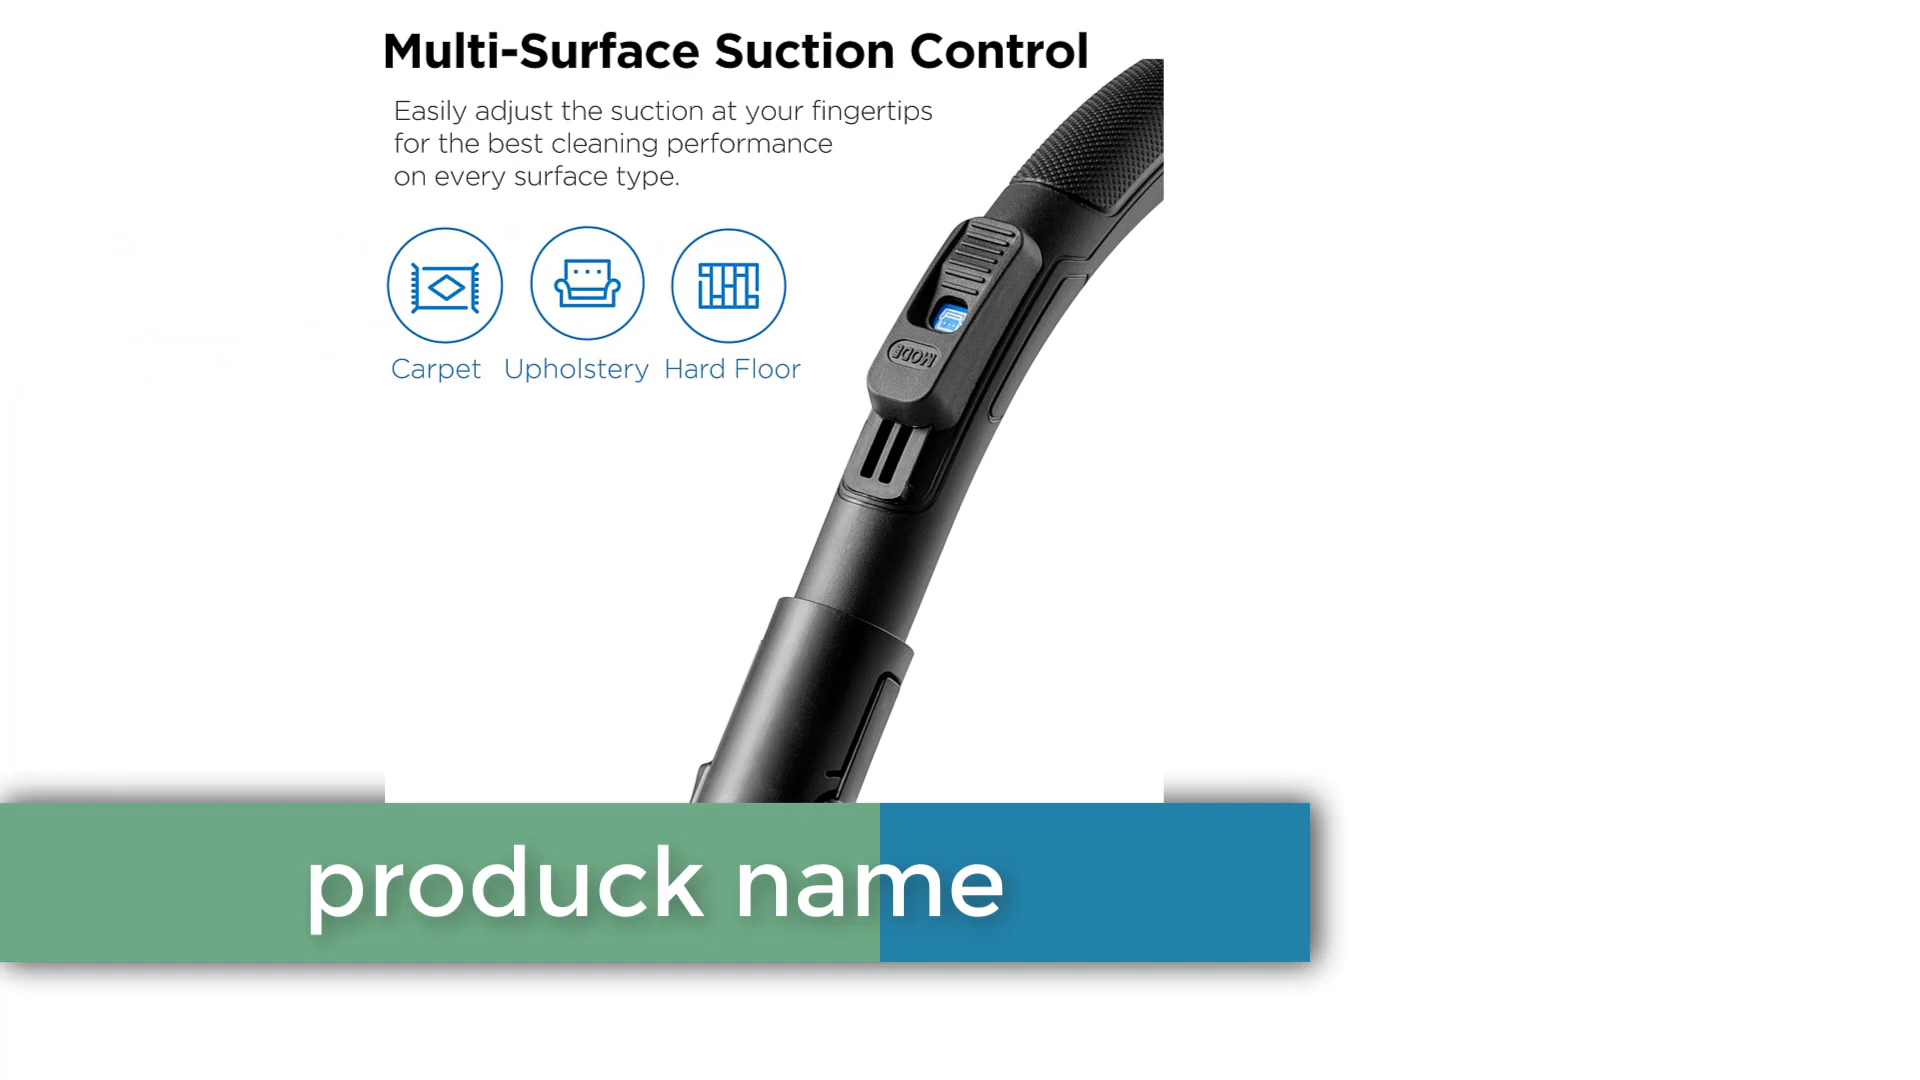 Multi-Surface Suction Control
Easily adjust the suction at your fingertips
for the best cleaning performance
on every surface type.
Carpet Upholstery Hard Floor
MODE
produck name